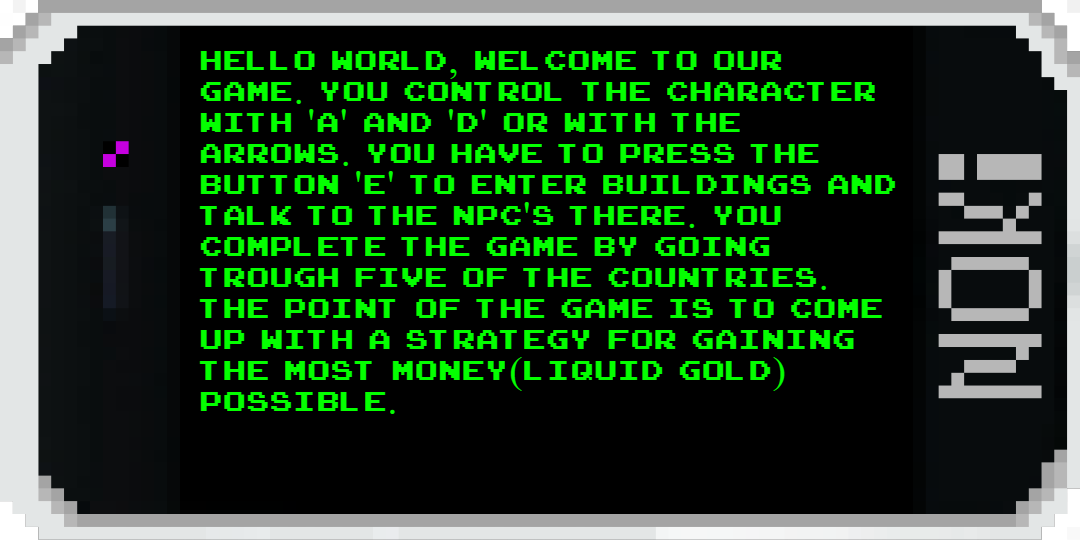 HELLO WORLD, WELCOME TO OUR
GAME. YOU CONTROL THE CHARACTER
WITH 'A' AND 'D' OR WITH THE
ARROWS. YOU HAVE TO PRESS THE
BUTTON 'E' TO ENTER BUILDINGS AND
TALK TO THE NPC'S THERE. YOU
COMPLETE THE GAME BY GOING
TROUGH FIVE OF THE COUNTRIES.
THE POINT OF THE GAME IS TO COME
UP WITH A STRATEGY FOR GAINING
THE MOST MONEY(LIQUID GOLD)
POSSIBLE.
NOKI